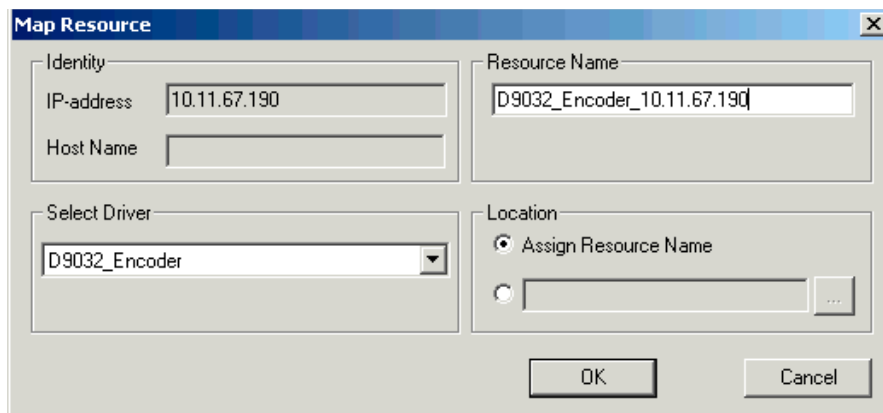 Map Resource
Identity
IP-address 10.11.67.190
Host Name
Resource Name
D9032_Encoder_10.11.67.190
Select Driver
D9032_Encoder
Location
Assign Resource Name
...
OK Cancel